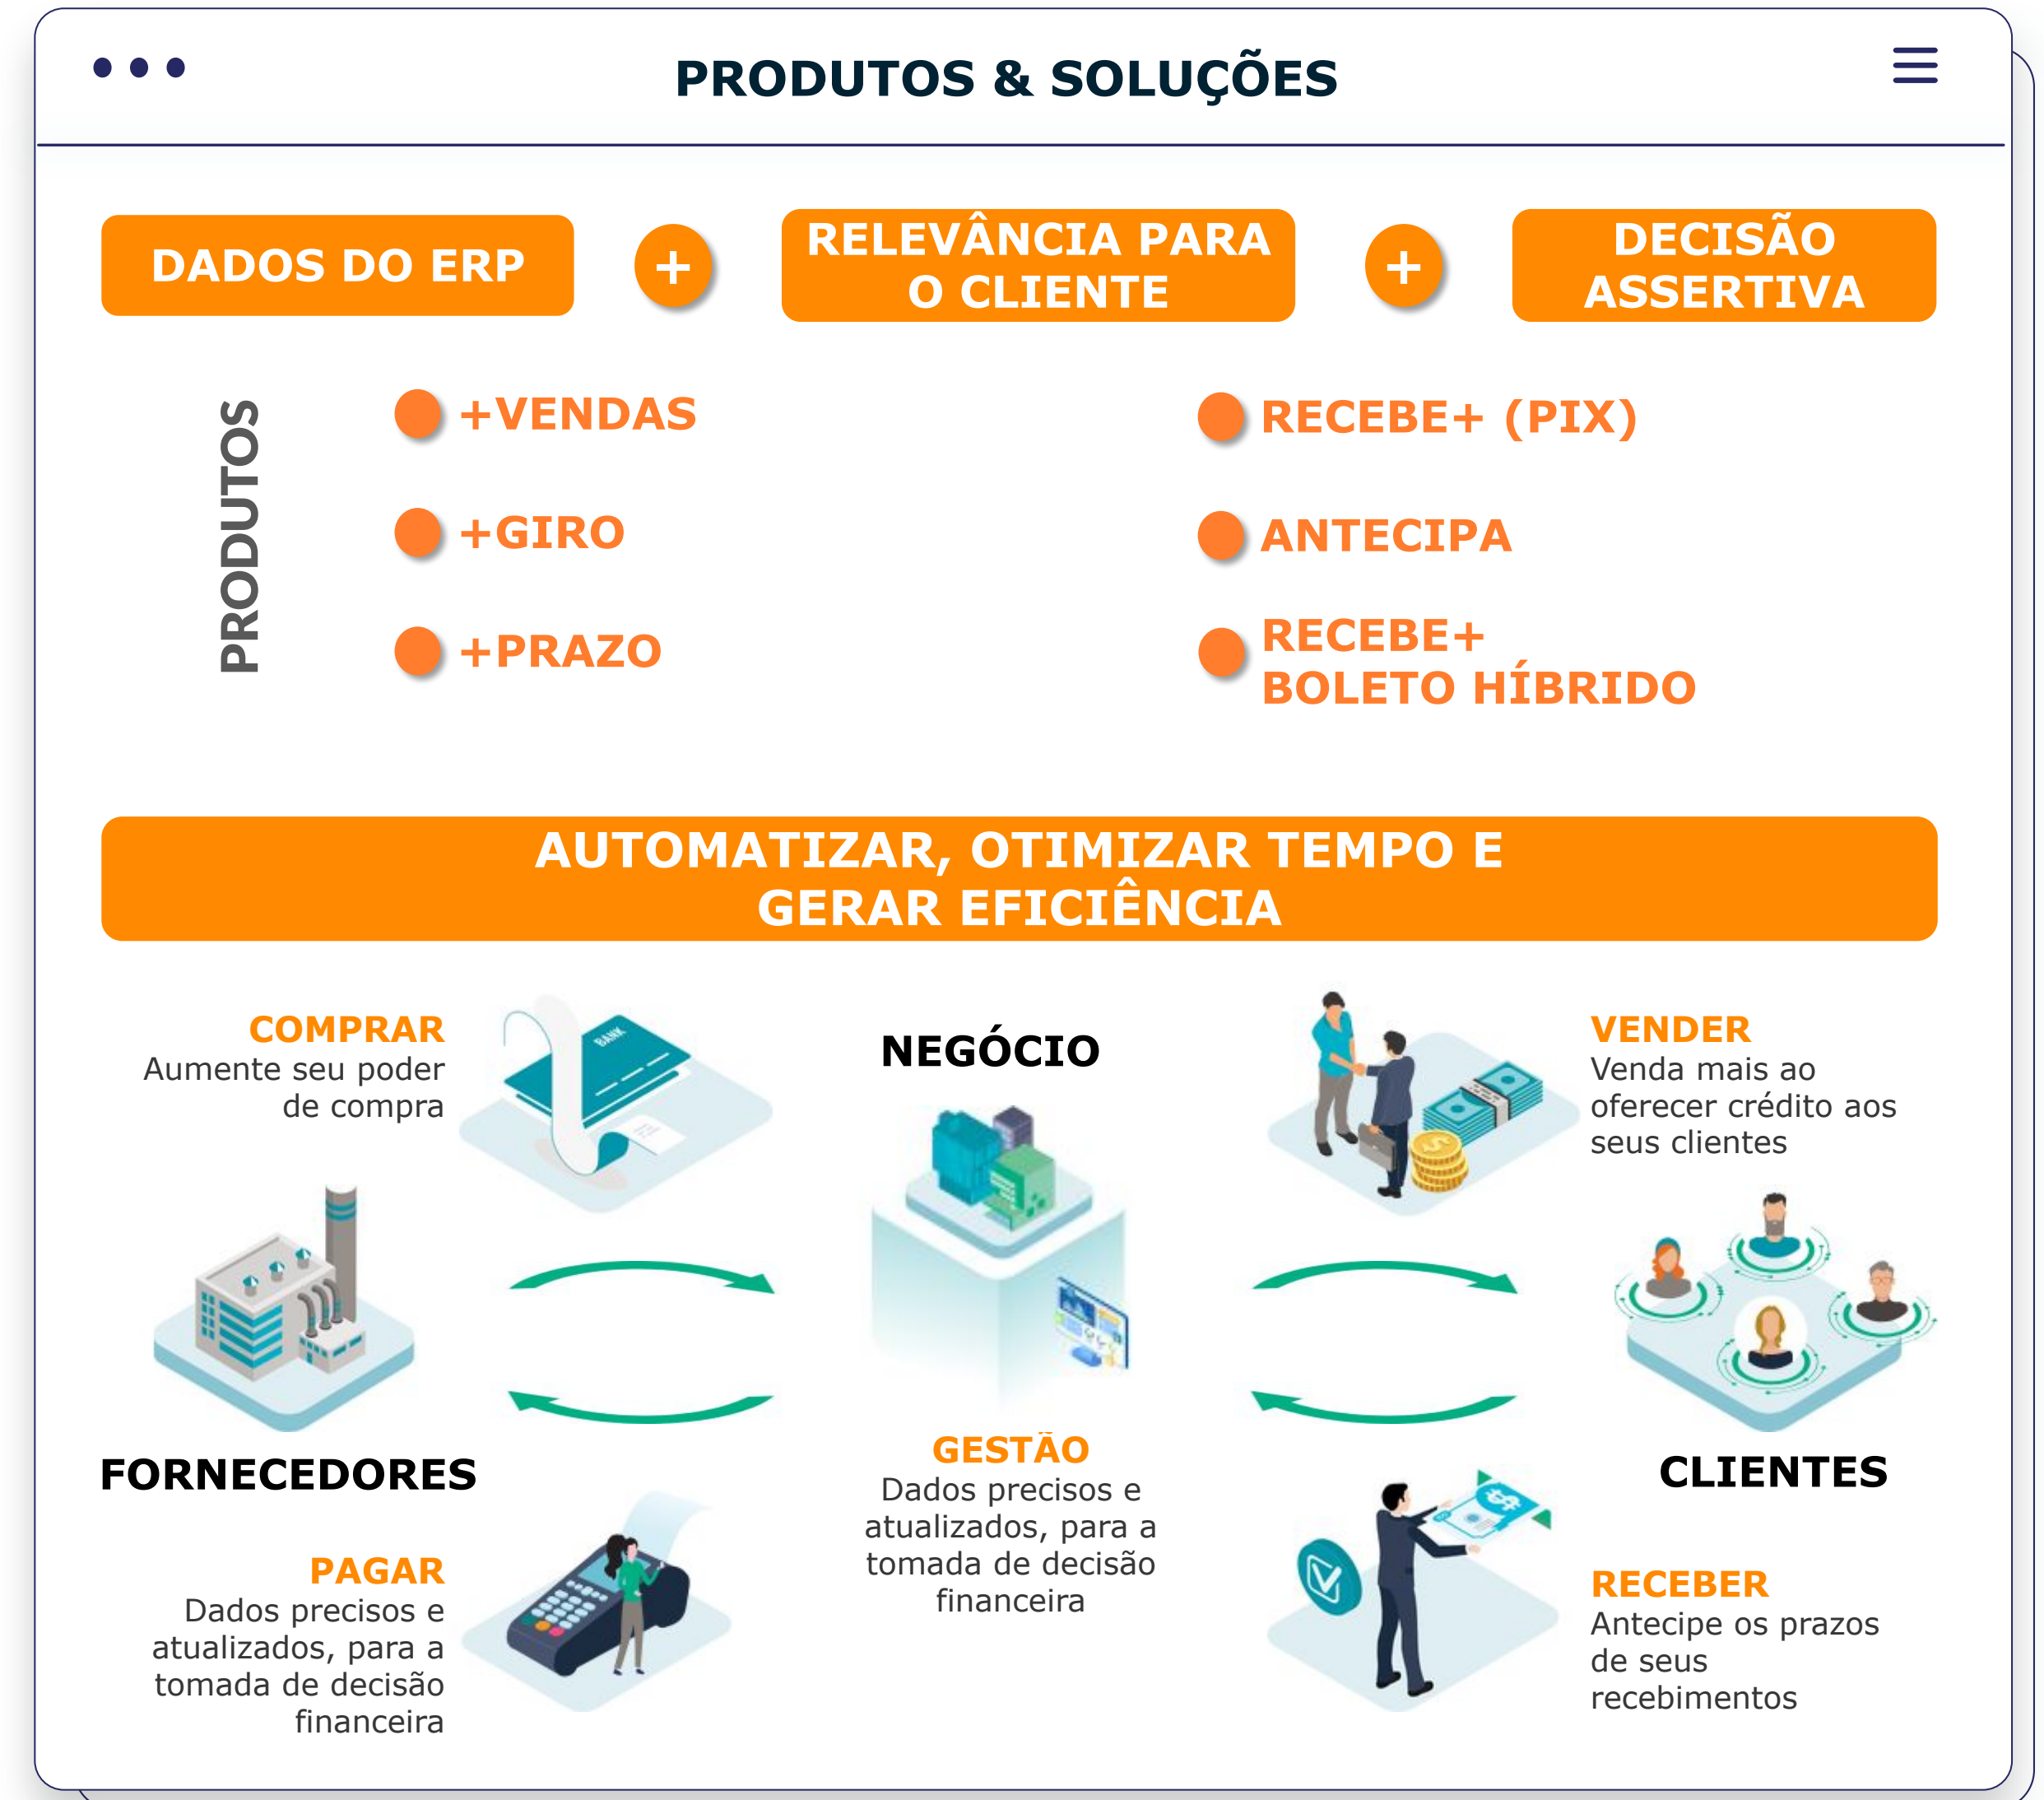 PRODUTOS & SOLUÇÕES
DADOS DO ERP
+
RELEVÂNCIA PARA
O CLIENTE
+
DECISÃO
ASSERTIVA
PRODUTOS
+VENDAS
+GIRO
+PRAZO
RECEBE+ (PIX)
ANTECIPA
RECEBE+
BOLETO HÍBRIDO
AUTOMATIZAR, OTIMIZAR TEMPO E
GERAR EFICIÊNCIA
COMPRAR
Aumente seu poder
de compra
BANK
NEGÓCIO
VENDER
Venda mais ao
oferecer crédito aos
seus clientes
FORNECEDORES
CLIENTES
GESTÃO
Dados precisos e
atualizados, para a
tomada de decisão
financeira
PAGAR
Dados precisos e
atualizados, para a
tomada de decisão
financeira
RECEBER
Antecipe os prazos
de seus
recebimentos